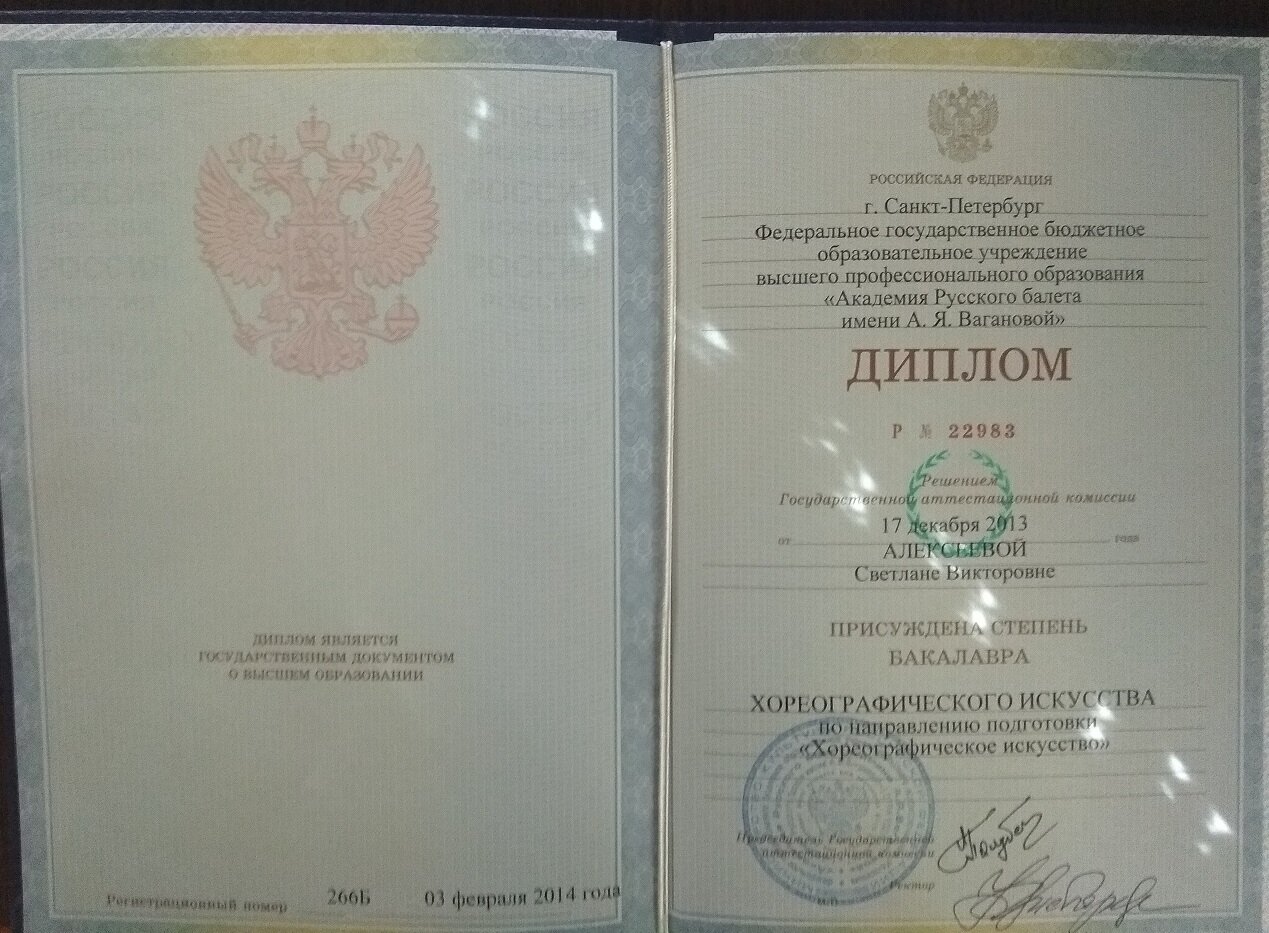 ДИПЛОМ ЯВЛЯЕТСЯ
ГОСУДАРСТВЕННЫМ ДОКУМЕНТОМ
О ВЫСШЕМ ОБРАЗОВАНИИ
Регистрационный номер 266Б 03 февраля 2014 года
РОССИЙСКАЯ ФЕДЕРАЦИЯ
г. Санкт-Петербург
Федеральное государственное бюджетное
образовательное учреждение
высшего профессионального образования
«Академия Русского балета
имени А. Я. Вагановой»
ДИПЛОМ
Р № 22983
Решением
Государственной аттестационной комиссии
от 17 декабря 2013 года
АЛЕКСЕЕВОЙ
Светлане Викторовне
ПРИСУЖДЕНА СТЕПЕНЬ
БАКАЛАВРА
ХОРЕОГРАФИЧЕСКОГО ИСКУССТВА
по направлению подготовки
«Хореографическое искусство»
Председатель Государственной
аттестационной комиссии
Ректор
М.П.